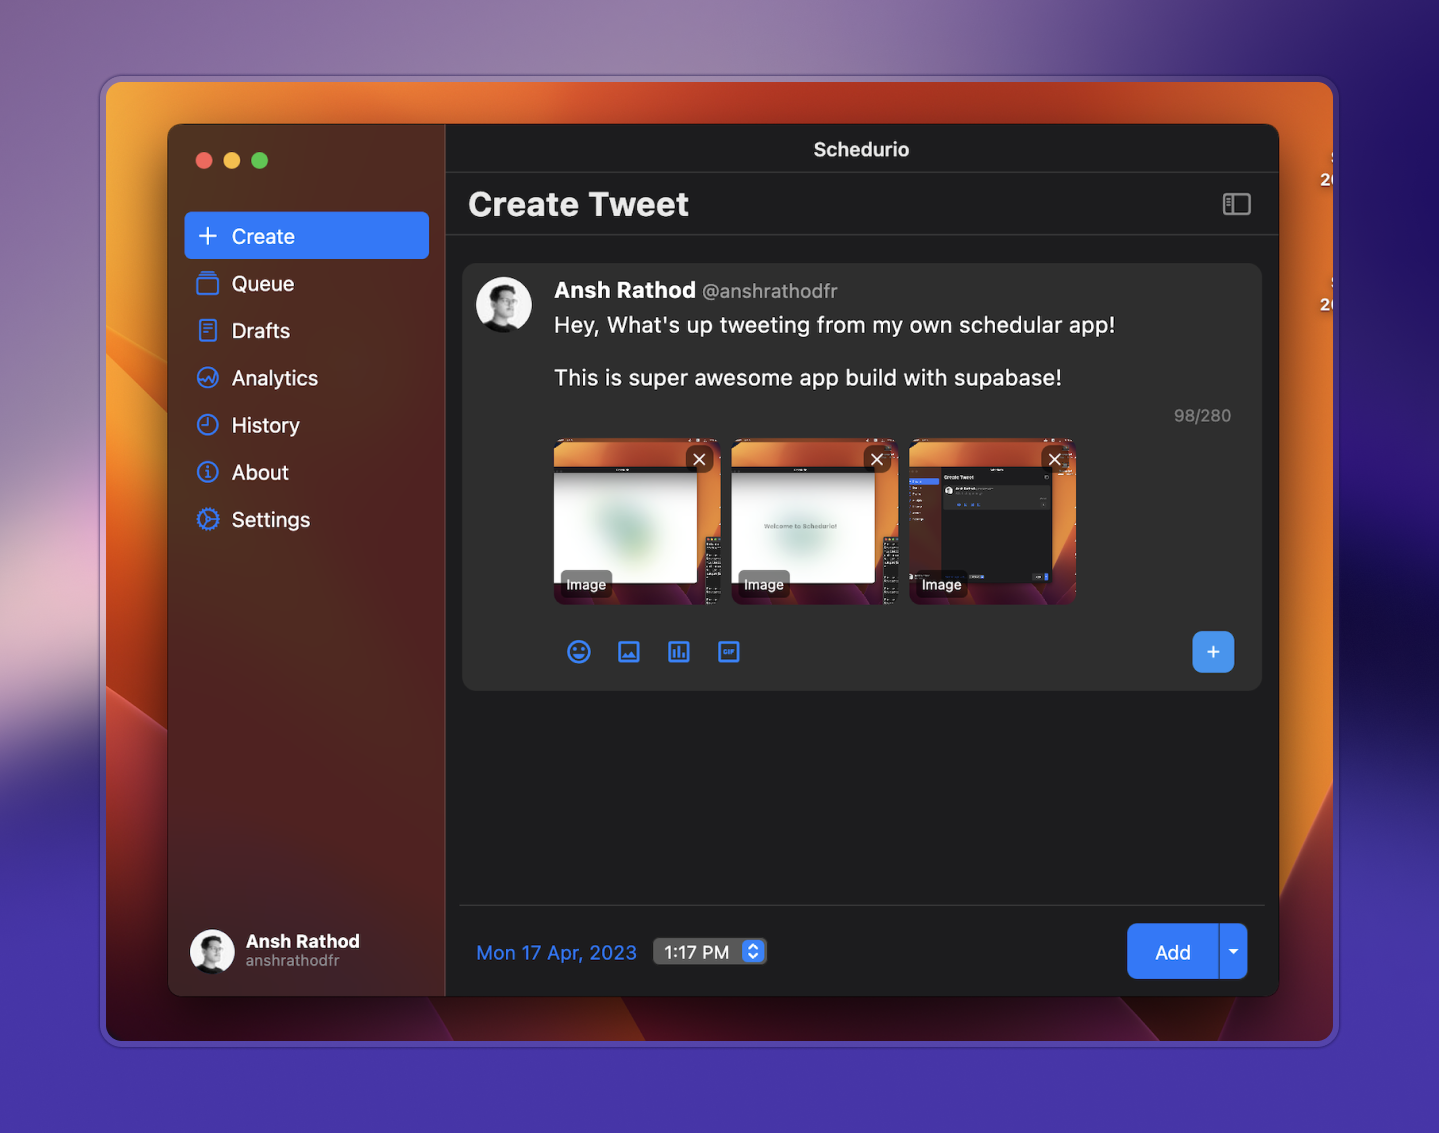 Schedurio
Create Tweet
Create
Queue
Drafts
Analytics
History
About
Settings
Ansh Rathod @anshrathodfr
Hey, What's up tweeting from my own schedular app!
This is super awesome app build with supabase!
98/280
Image
Welcome to Schedurio!
Image
Create Tweet
Image
GIF
Ansh Rathod
anshrathodfr
Mon 17 Apr, 2023
1:17 PM
Add